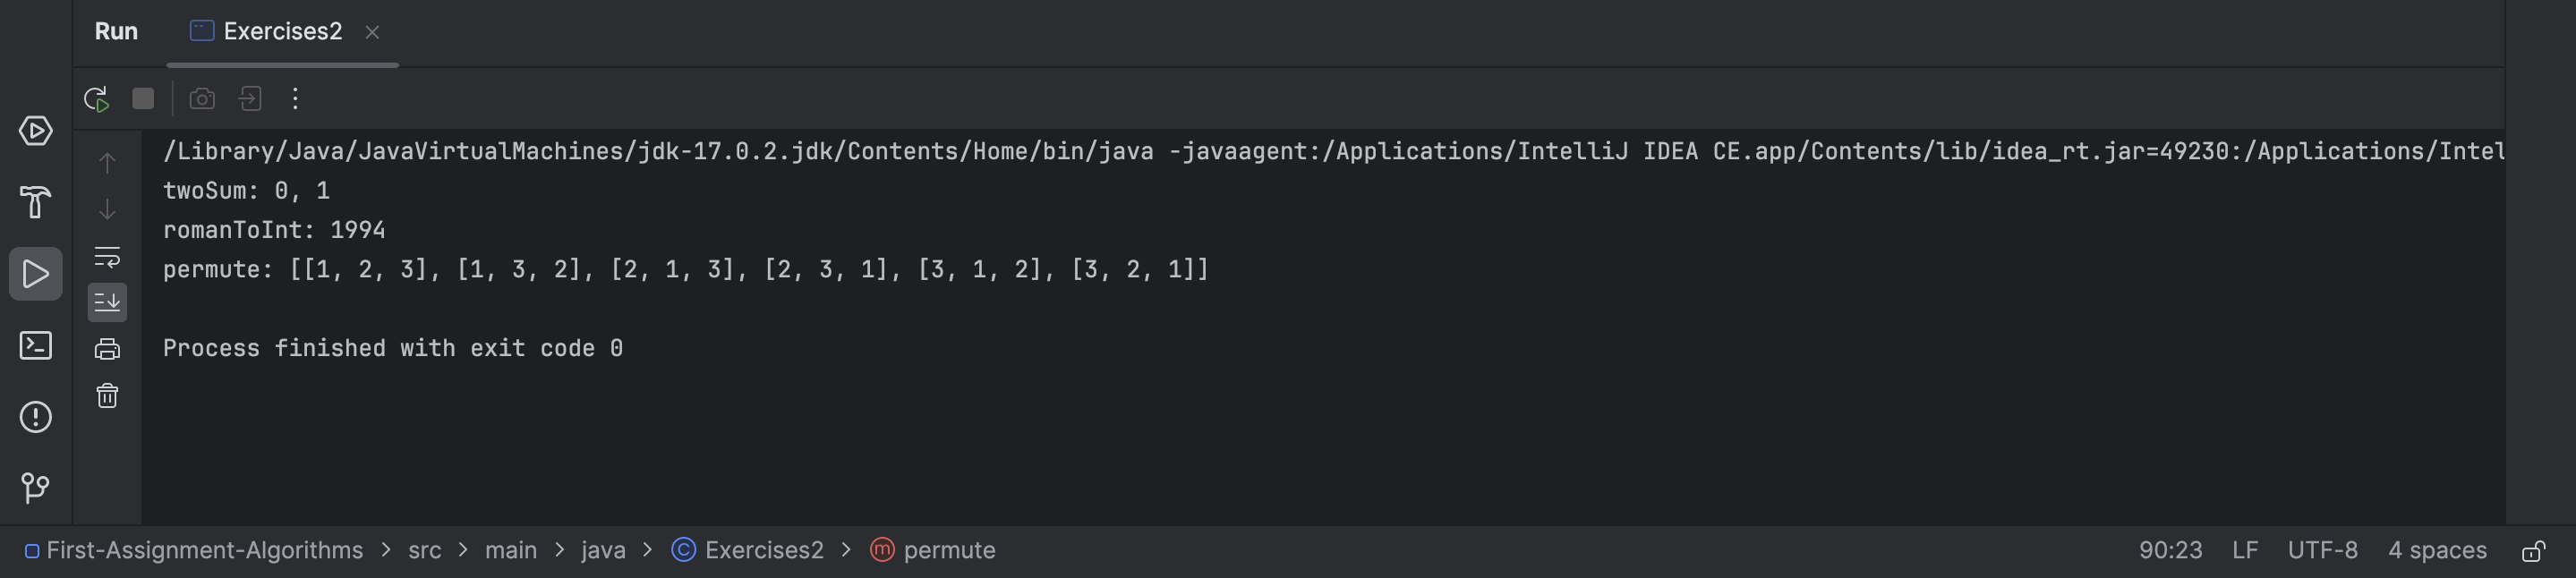 Run Exercises2
/Library/Java/JavaVirtualMachines/jdk-17.0.2.jdk/Contents/Home/bin/java -javaagent:/Applications/IntelliJ IDEA CE.app/Contents/lib/idea_rt.jar=49230:/Applications/Intel
twoSum: 0, 1
romanToInt: 1994
permute: [[1, 2, 3], [1, 3, 2], [2, 1, 3], [2, 3, 1], [3, 1, 2], [3, 2, 1]]
Process finished with exit code 0
First-Assignment-Algorithms > src > main > java > Exercises2 > permute 90:23 LF UTF-8 4 spaces